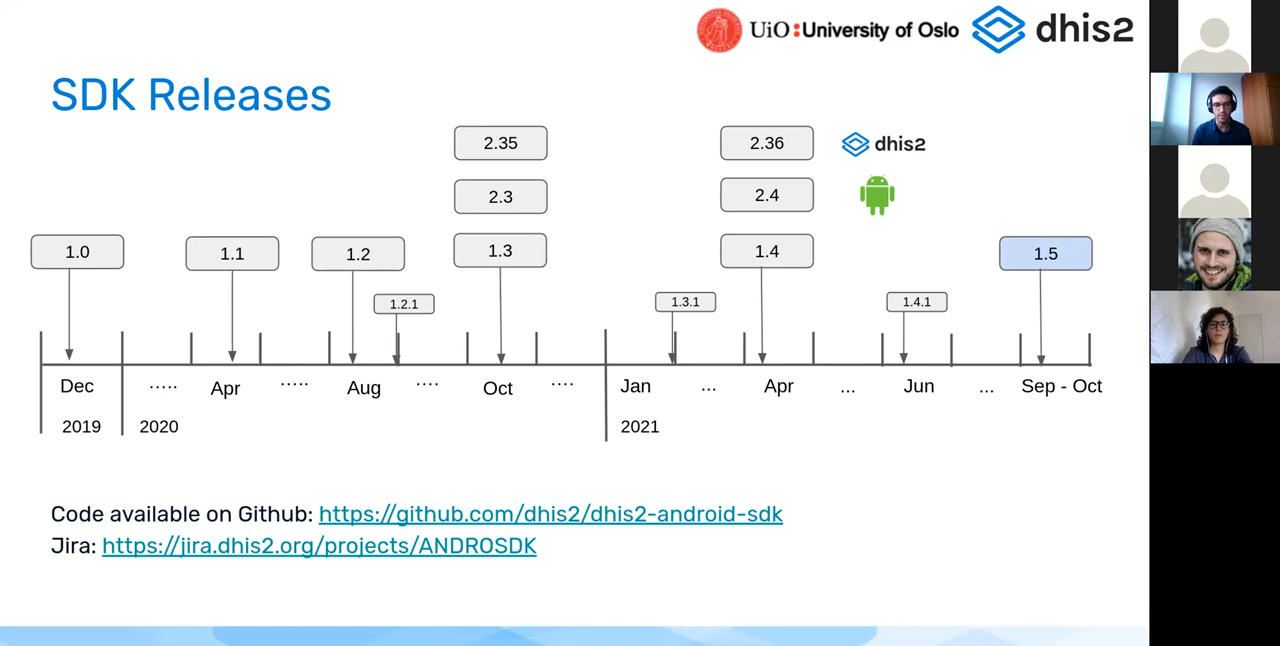 UiO:University of Oslo
dhis2
SDK Releases
2.35
2.36
dhis2
2.3
2.4
1.0
1.1
1.2
1.3
1.4
1.5
1.2.1
1.3.1
1.4.1
Dec
.....
Apr
.....
Aug
....
Oct
....
Jan
...
Apr
...
Jun
...
Sep - Oct
2019
2020
2021
Code available on Github: https://github.com/dhis2/dhis2-android-sdk
Jira: https://jira.dhis2.org/projects/ANDROSDK